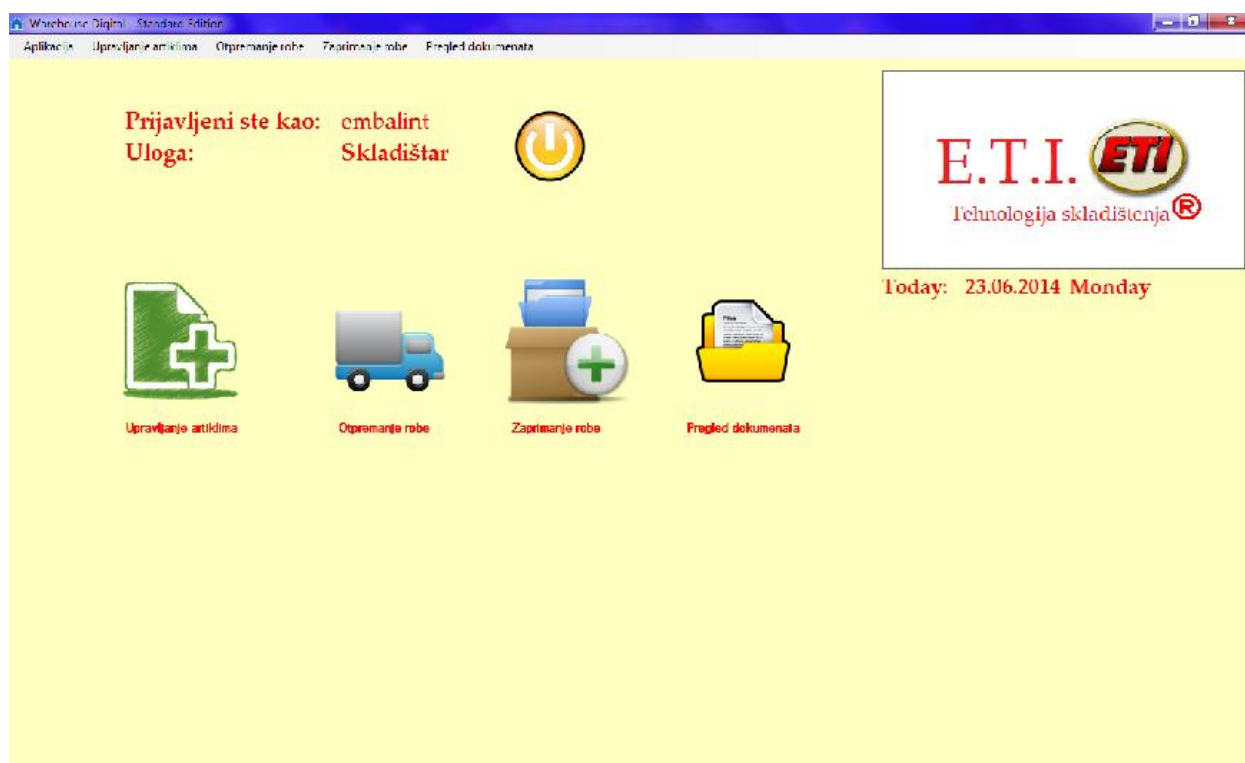 Warehouse Digital - Standard Edition
Aplikacija Upravljanje artiklima Otpremanje robe Zaprimanje robe Pregled dokumenata
Prijavljeni ste kao: embalint
Uloga: Skladištar
E.T.I. ETI
Tehnologija skladištenja®
Today: 23.06.2014 Monday
Files
Upravljanje artiklima Otpremanje robe Zaprimanje robe Pregled dokumenata